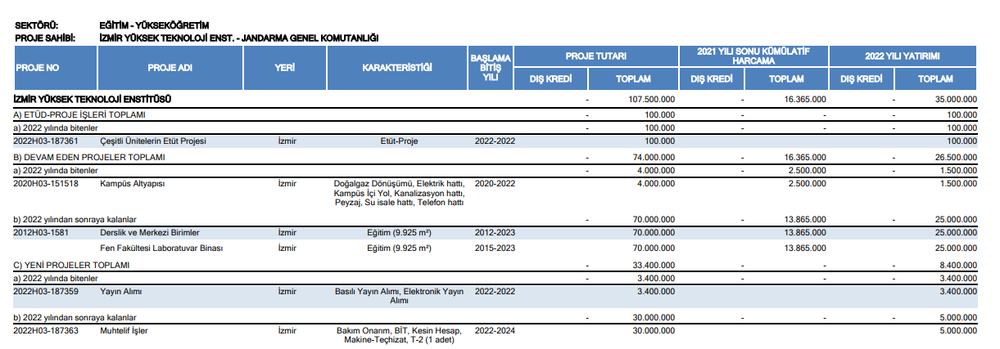 SEKTÖRÜ: EĞİTİM - YÜKSEKÖĞRETİM
PROJE SAHİBİ: İZMİR YÜKSEK TEKNOLOJİ ENST. - JANDARMA GENEL KOMUTANLIĞI
PROJE NO PROJE ADI YERİ KARAKTERİSTİĞİ BAŞLAMA BİTİŞ YILI PROJE TUTARI 2021 YILI SONU KÜMÜLATİF HARCAMA 2022 YILI YATIRIMI
DIŞ KREDİ TOPLAM DIŞ KREDİ TOPLAM DIŞ KREDİ TOPLAM
İZMİR YÜKSEK TEKNOLOJİ ENSTİTÜSÜ - 107.500.000 - 16.365.000 - 35.000.000
A) ETÜD-PROJE İŞLERİ TOPLAMI - 100.000 - - - 100.000
a) 2022 yılında bitenler - 100.000 - - - 100.000
2022H03-187361 Çeşitli Ünitelerin Etüt Projesi İzmir Etüt-Proje 2022-2022 100.000 100.000
B) DEVAM EDEN PROJELER TOPLAMI - 74.000.000 - 16.365.000 - 26.500.000
a) 2022 yılında bitenler - 4.000.000 - 2.500.000 - 1.500.000
2020H03-151518 Kampüs Altyapısı İzmir Doğalgaz Dönüşümü, Elektrik hattı, 2020-2022 4.000.000 2.500.000 1.500.000
Kampüs İçi Yol, Kanalizasyon hattı,
Peyzaj, Su isale hattı, Telefon hattı
b) 2022 yılından sonraya kalanlar - 70.000.000 - 13.865.000 - 25.000.000
2012H03-1581 Derslik ve Merkezi Birimler İzmir Eğitim (9.925 m²) 2012-2023 70.000.000 13.865.000 25.000.000
Fen Fakültesi Laboratuvar Binası İzmir Eğitim (9.925 m²) 2015-2023 70.000.000 13.865.000 25.000.000
C) YENİ PROJELER TOPLAMI - 33.400.000 - - - 8.400.000
a) 2022 yılında bitenler - 3.400.000 - - - 3.400.000
2022H03-187359 Yayın Alımı İzmir Basılı Yayın Alımı, Elektronik Yayın 2022-2022 3.400.000 3.400.000
Alımı
b) 2022 yılından sonraya kalanlar - 30.000.000 - - - 5.000.000
2022H03-187363 Muhtelif İşler İzmir Bakım Onarım, BİT, Kesin Hesap, 2022-2024 30.000.000 5.000.000
Makine-Teçhizat, T-2 (1 adet)